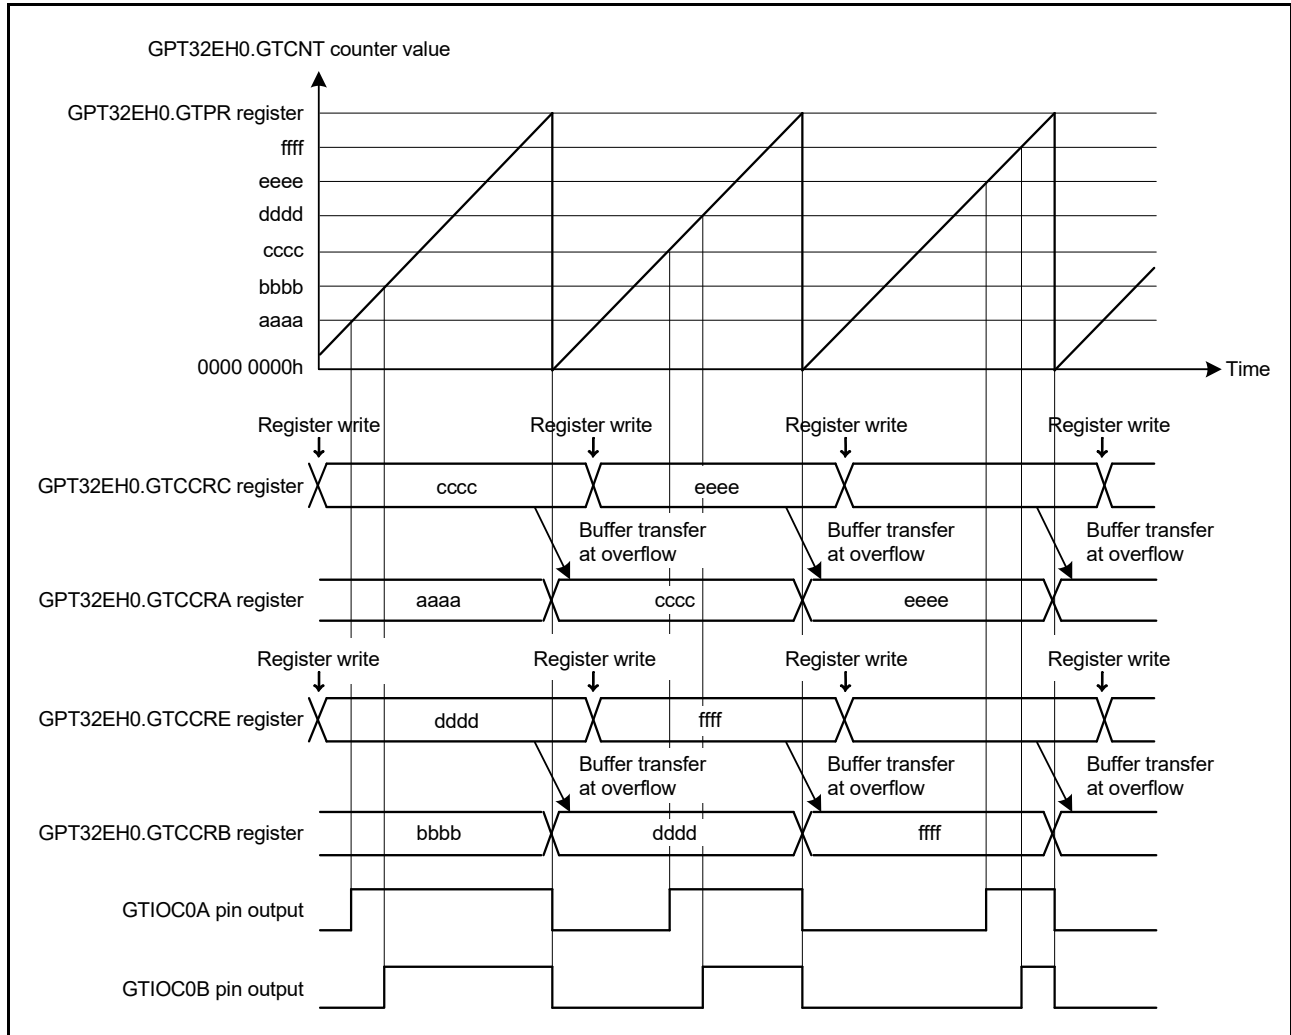 GPT32EH0.GTCNT counter value
GPT32EH0.GTPR register
ffff
eeee
dddd
cccc
bbbb
aaaa
0000 0000h
Time
Register write Register write Register write Register write
GPT32EH0.GTCCRC register cccc eeee
Buffer transfer at overflow
Buffer transfer at overflow
Buffer transfer at overflow
GPT32EH0.GTCCRA register aaaa cccc eeee
Register write Register write Register write Register write
GPT32EH0.GTCCRE register dddd ffff
Buffer transfer at overflow
Buffer transfer at overflow
Buffer transfer at overflow
GPT32EH0.GTCCRB register bbbb dddd ffff
GTIOC0A pin output
GTIOC0B pin output